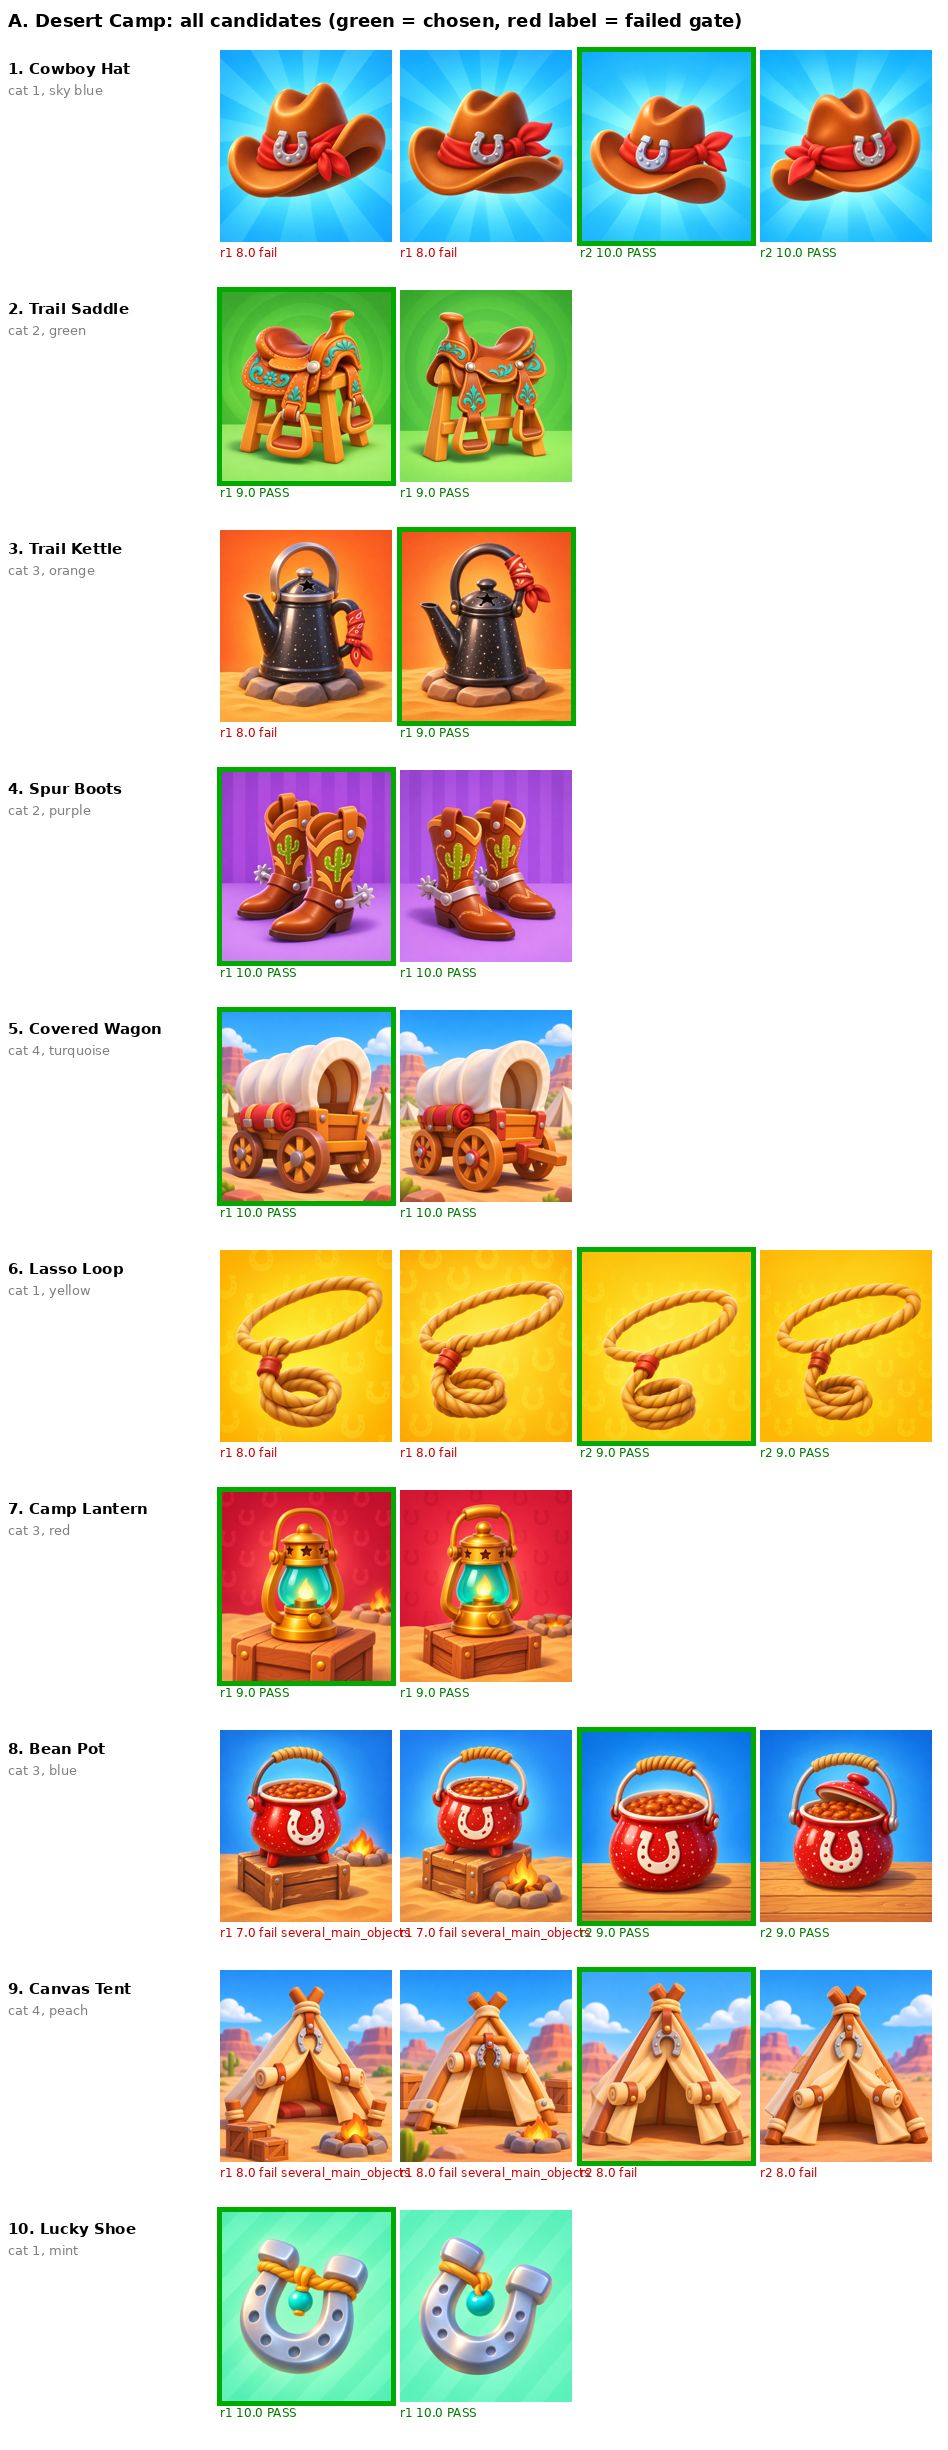 A. Desert Camp: all candidates (green = chosen, red label = failed gate)
1. Cowboy Hat
cat 1, sky blue
r1 8.0 fail
r1 8.0 fail
r2 10.0 PASS
r2 10.0 PASS
2. Trail Saddle
cat 2, green
r1 9.0 PASS
r1 9.0 PASS
3. Trail Kettle
cat 3, orange
r1 8.0 fail
r1 9.0 PASS
4. Spur Boots
cat 2, purple
r1 10.0 PASS
r1 10.0 PASS
5. Covered Wagon
cat 4, turquoise
r1 10.0 PASS
r1 10.0 PASS
6. Lasso Loop
cat 1, yellow
r1 8.0 fail
r1 8.0 fail
r2 9.0 PASS
r2 9.0 PASS
7. Camp Lantern
cat 3, red
r1 9.0 PASS
r1 9.0 PASS
8. Bean Pot
cat 3, blue
r1 7.0 fail several_main_objects
r1 7.0 fail several_main_objects
r2 9.0 PASS
r2 9.0 PASS
9. Canvas Tent
cat 4, peach
r1 8.0 fail several_main_objects
r1 8.0 fail several_main_objects
r2 8.0 fail
r2 8.0 fail
10. Lucky Shoe
cat 1, mint
r1 10.0 PASS
r1 10.0 PASS